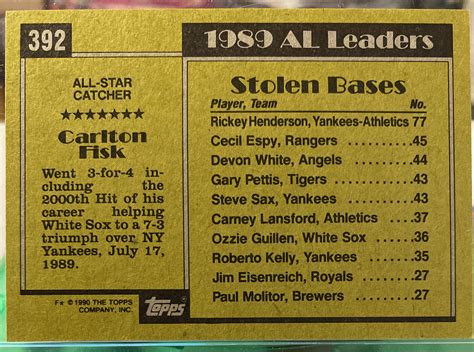 392
ALL-STAR
CATCHER
Carlton
Fisk
Went 3-for-4 in-
cluding the
2000th Hit of his
career helping
White Sox to a 7-3
triumph over NY
Yankees, July 17,
1989.
F* © 1990 THE TOPPS
COMPANY, INC.
topps
1989 AL Leaders
Stolen Bases
Player, Team No.
Rickey Henderson, Yankees-Athletics 77
Cecil Espy, Rangers ..........45
Devon White, Angels ..........44
Gary Pettis, Tigers ..........43
Steve Sax, Yankees ..........43
Carney Lansford, Athletics .....37
Ozzie Guillen, White Sox ......36
Roberto Kelly, Yankees .......35
Jim Eisenreich, Royals .......27
Paul Molitor, Brewers ........27